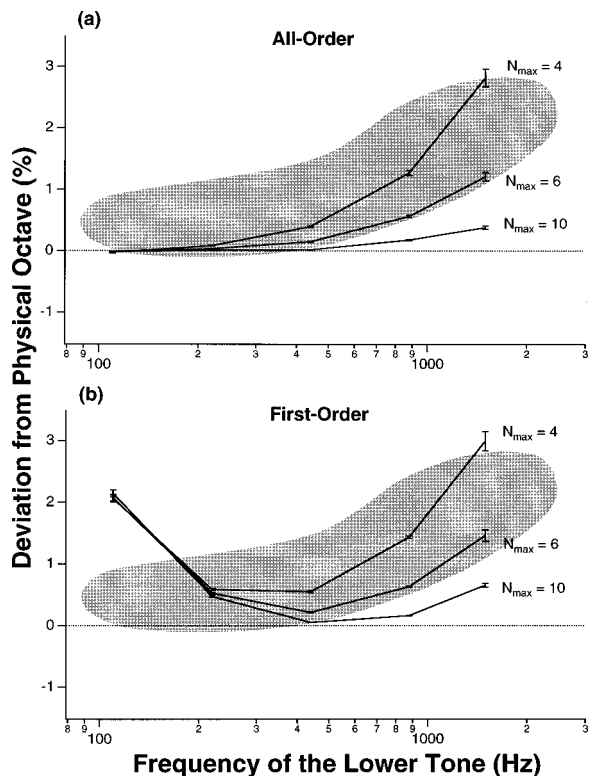 (a)
All-Order
3
2
1
0
-1
N_max = 4
N_max = 6
N_max = 10
8 9 100 2 3 4 5 6 7 8 9 1000 2 3
(b)
First-Order
3
2
1
0
-1
N_max = 4
N_max = 6
N_max = 10
8 9 100 2 3 4 5 6 7 8 9 1000 2 3
Deviation from Physical Octave (%)
Frequency of the Lower Tone (Hz)